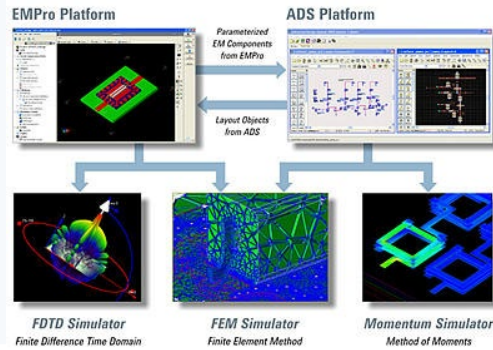 EMPro Platform
ADS Platform
Parameterized
EM Components
from EMPro
Layout Objects
from ADS
FDTD Simulator
Finite Difference Time Domain
FEM Simulator
Finite Element Method
Momentum Simulator
Method of Moments